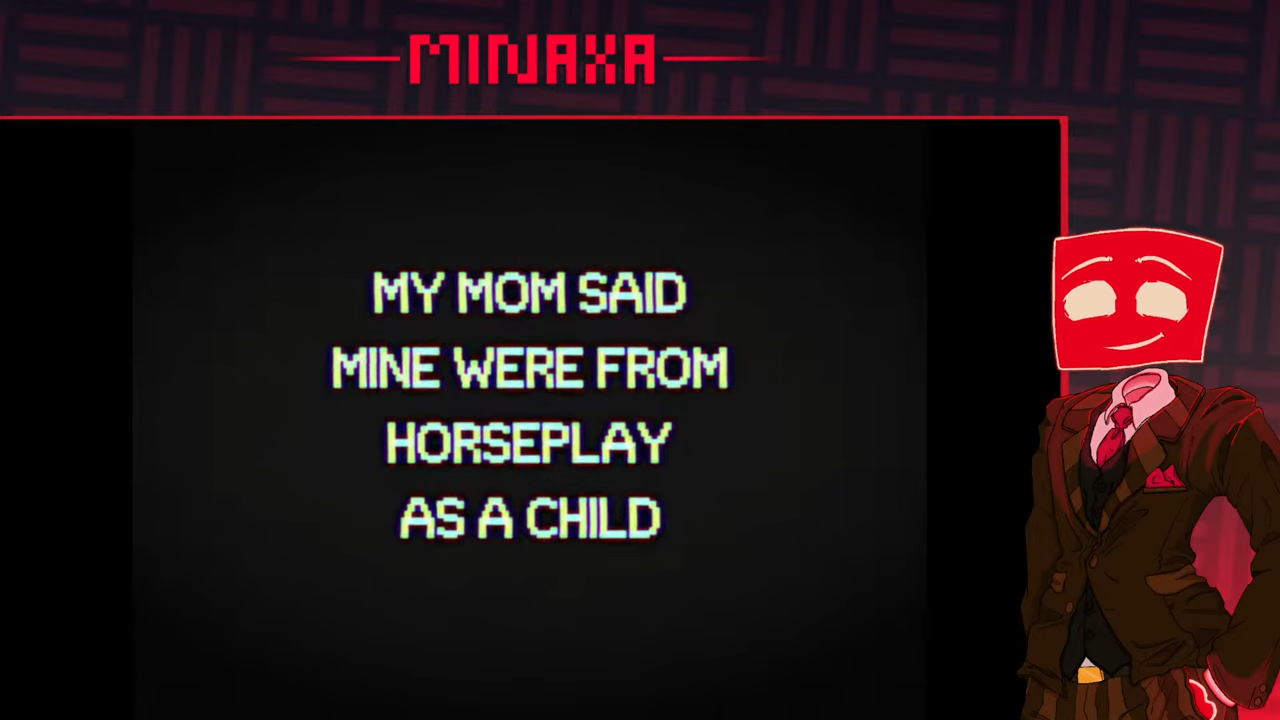 MINAXA
MY MOM SAID
MINE WERE FROM
HORSEPLAY
AS A CHILD